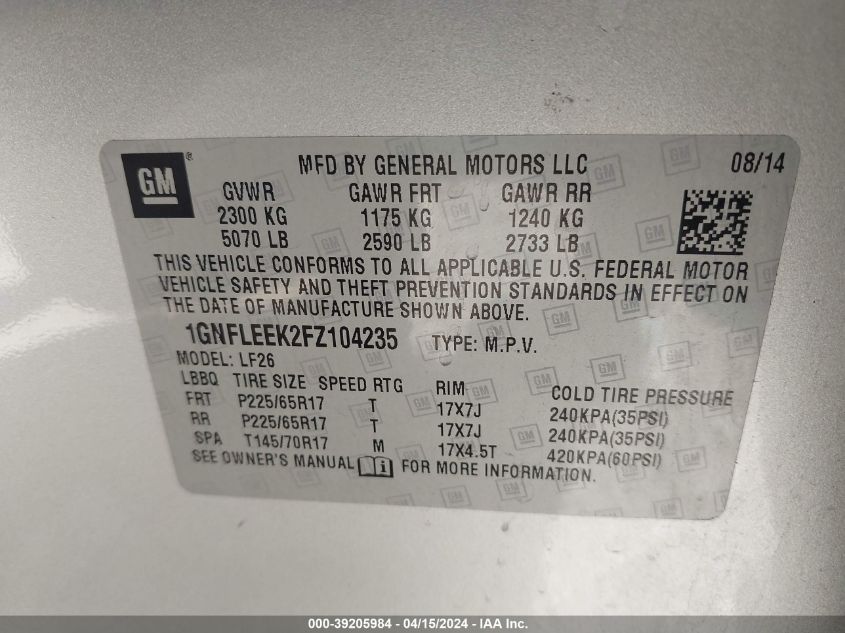 GM ®
MFD BY GENERAL MOTORS LLC 08/14
GVWR GAWR FRT GAWR RR
2300 KG 1175 KG 1240 KG
5070 LB 2590 LB 2733 LB
THIS VEHICLE CONFORMS TO ALL APPLICABLE U.S. FEDERAL MOTOR
VEHICLE SAFETY AND THEFT PREVENTION STANDARDS IN EFFECT ON
THE DATE OF MANUFACTURE SHOWN ABOVE.
1GNFLEEK2FZ104235 TYPE: M.P.V.
MODEL: LF26
LBBQ TIRE SIZE SPEED RTG RIM COLD TIRE PRESSURE
FRT P225/65R17 T 17X7J 240KPA(35PSI)
RR P225/65R17 T 17X7J 240KPA(35PSI)
SPA T145/70R17 M 17X4.5T 420KPA(60PSI)
SEE OWNER'S MANUAL i FOR MORE INFORMATION.
000-39205984 - 04/15/2024 - IAA Inc.